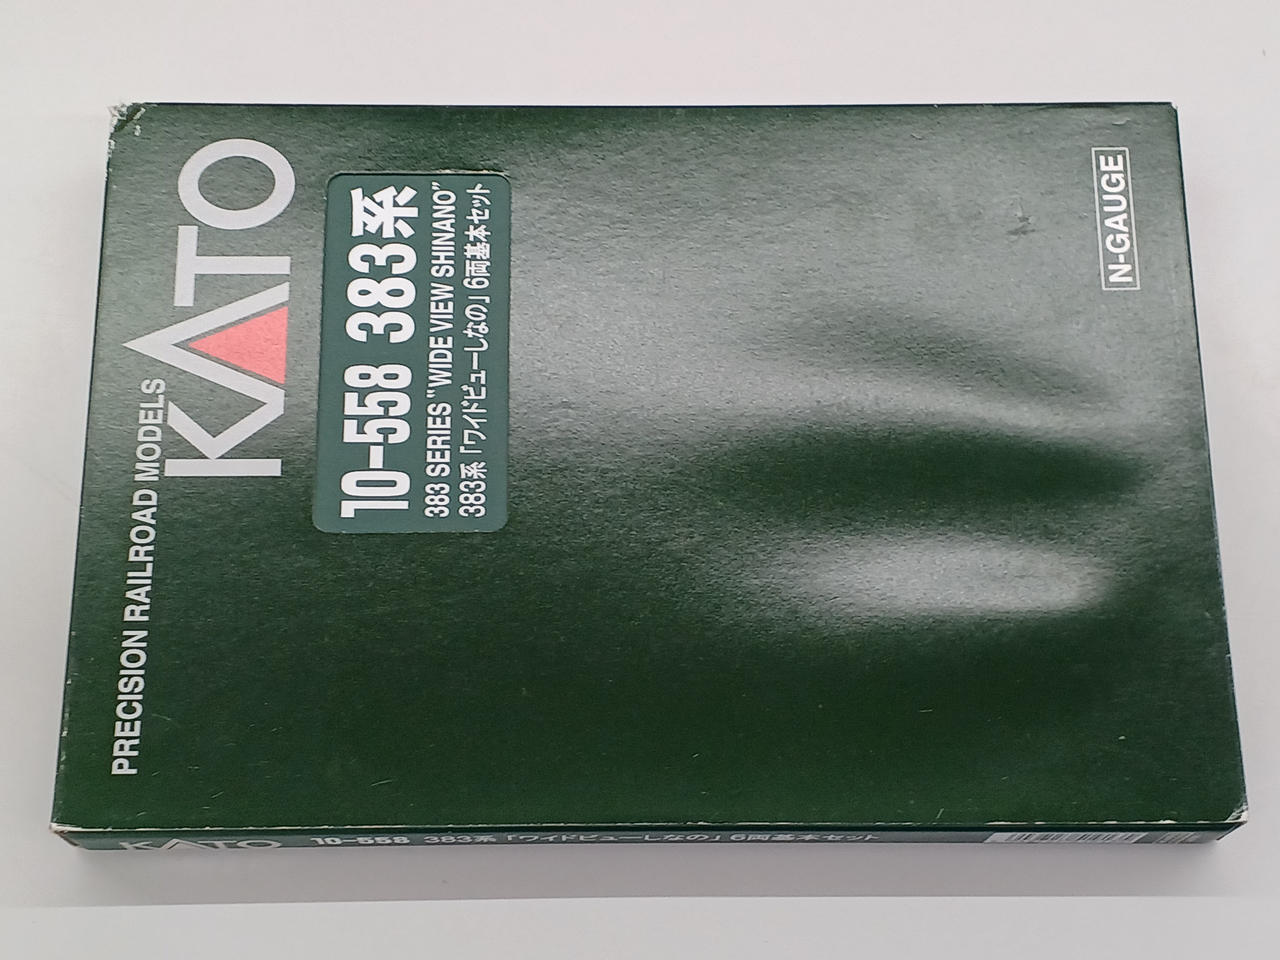 PRECISION RAILROAD MODELS
KATO
10-558 383系
383 SERIES "WIDE VIEW SHINANO"
383系「ワイドビューしなの」6両基本セット
N-GAUGE
KATO 10-558 383系「ワイドビューしなの」6両基本セット